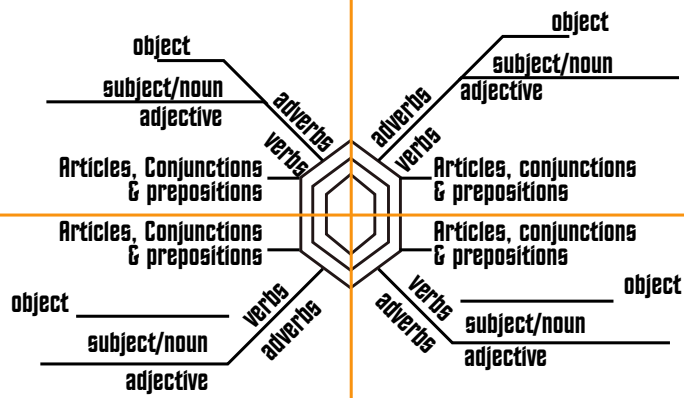 object
subject/noun
adjective
adverbs
verbs
Articles, Conjunctions
& prepositions
object
subject/noun
adjective
adverbs
verbs
Articles, conjunctions
& prepositions
Articles, Conjunctions
& prepositions
verbs
adverbs
object
subject/noun
adjective
Articles, conjunctions
& prepositions
verbs
adverbs
object
subject/noun
adjective